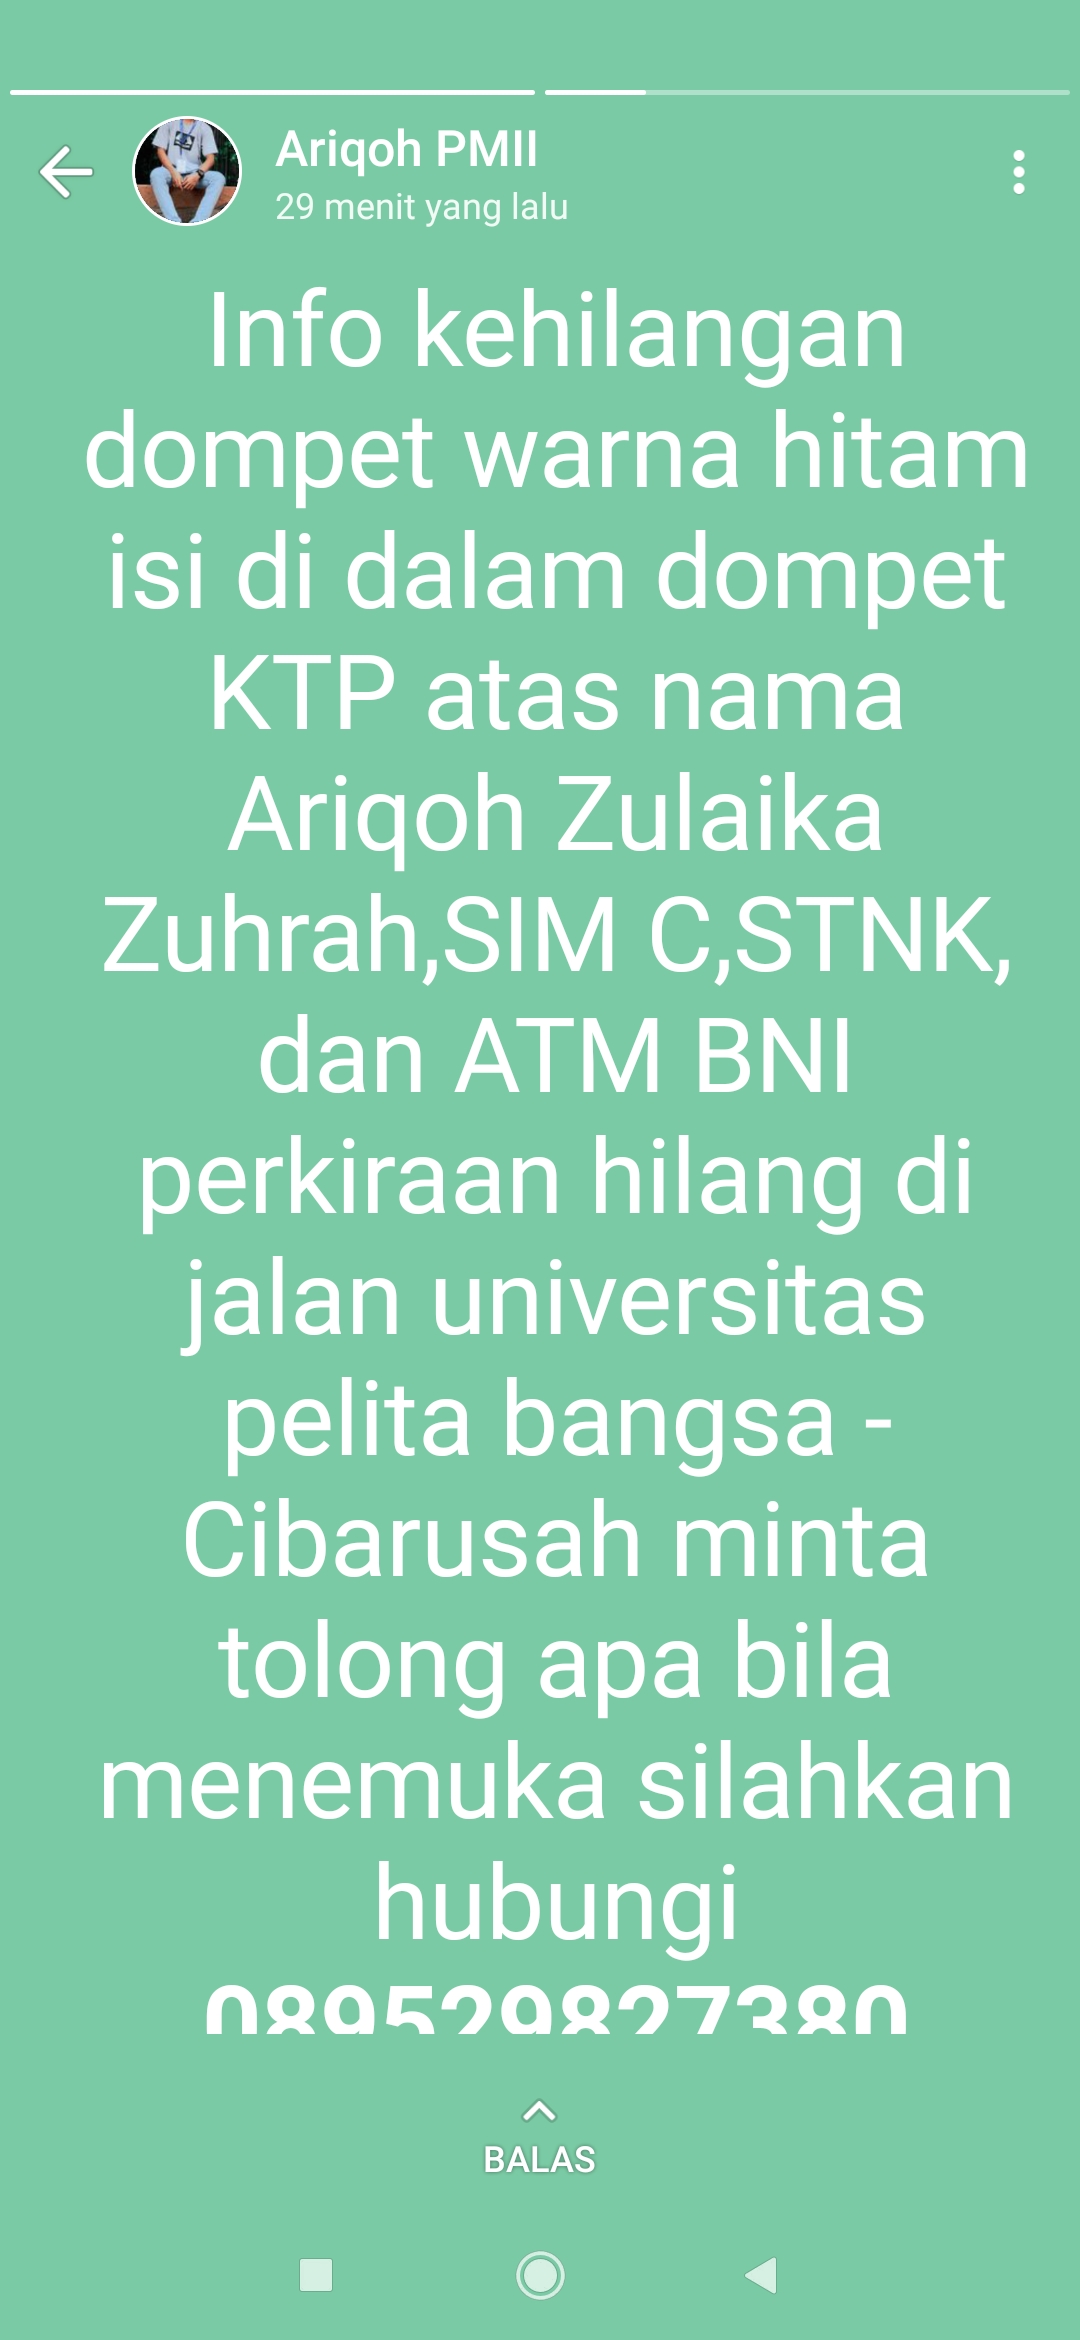 Ariqoh PMII
29 menit yang lalu
Info kehilangan
dompet warna hitam
isi di dalam dompet
KTP atas nama
Ariqoh Zulaika
Zuhrah,SIM C,STNK,
dan ATM BNI
perkiraan hilang di
jalan universitas
pelita bangsa -
Cibarusah minta
tolong apa bila
menemuka silahkan
hubungi
089529827380
BALAS